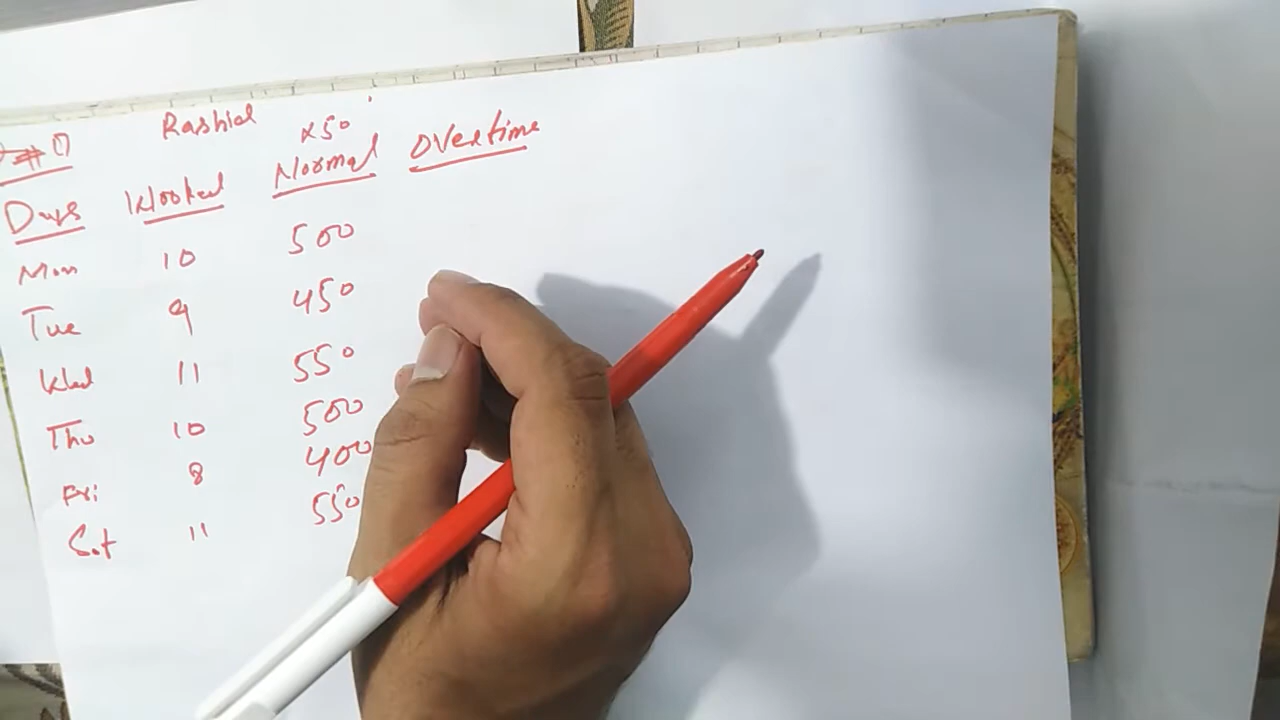 P#(1) Rashid x50
Days Worked Normal Overtime
Mon 10 500
Tue 9 450
Wed 11 550
Thu 10 500
Fri 8 400
Sat 11 550